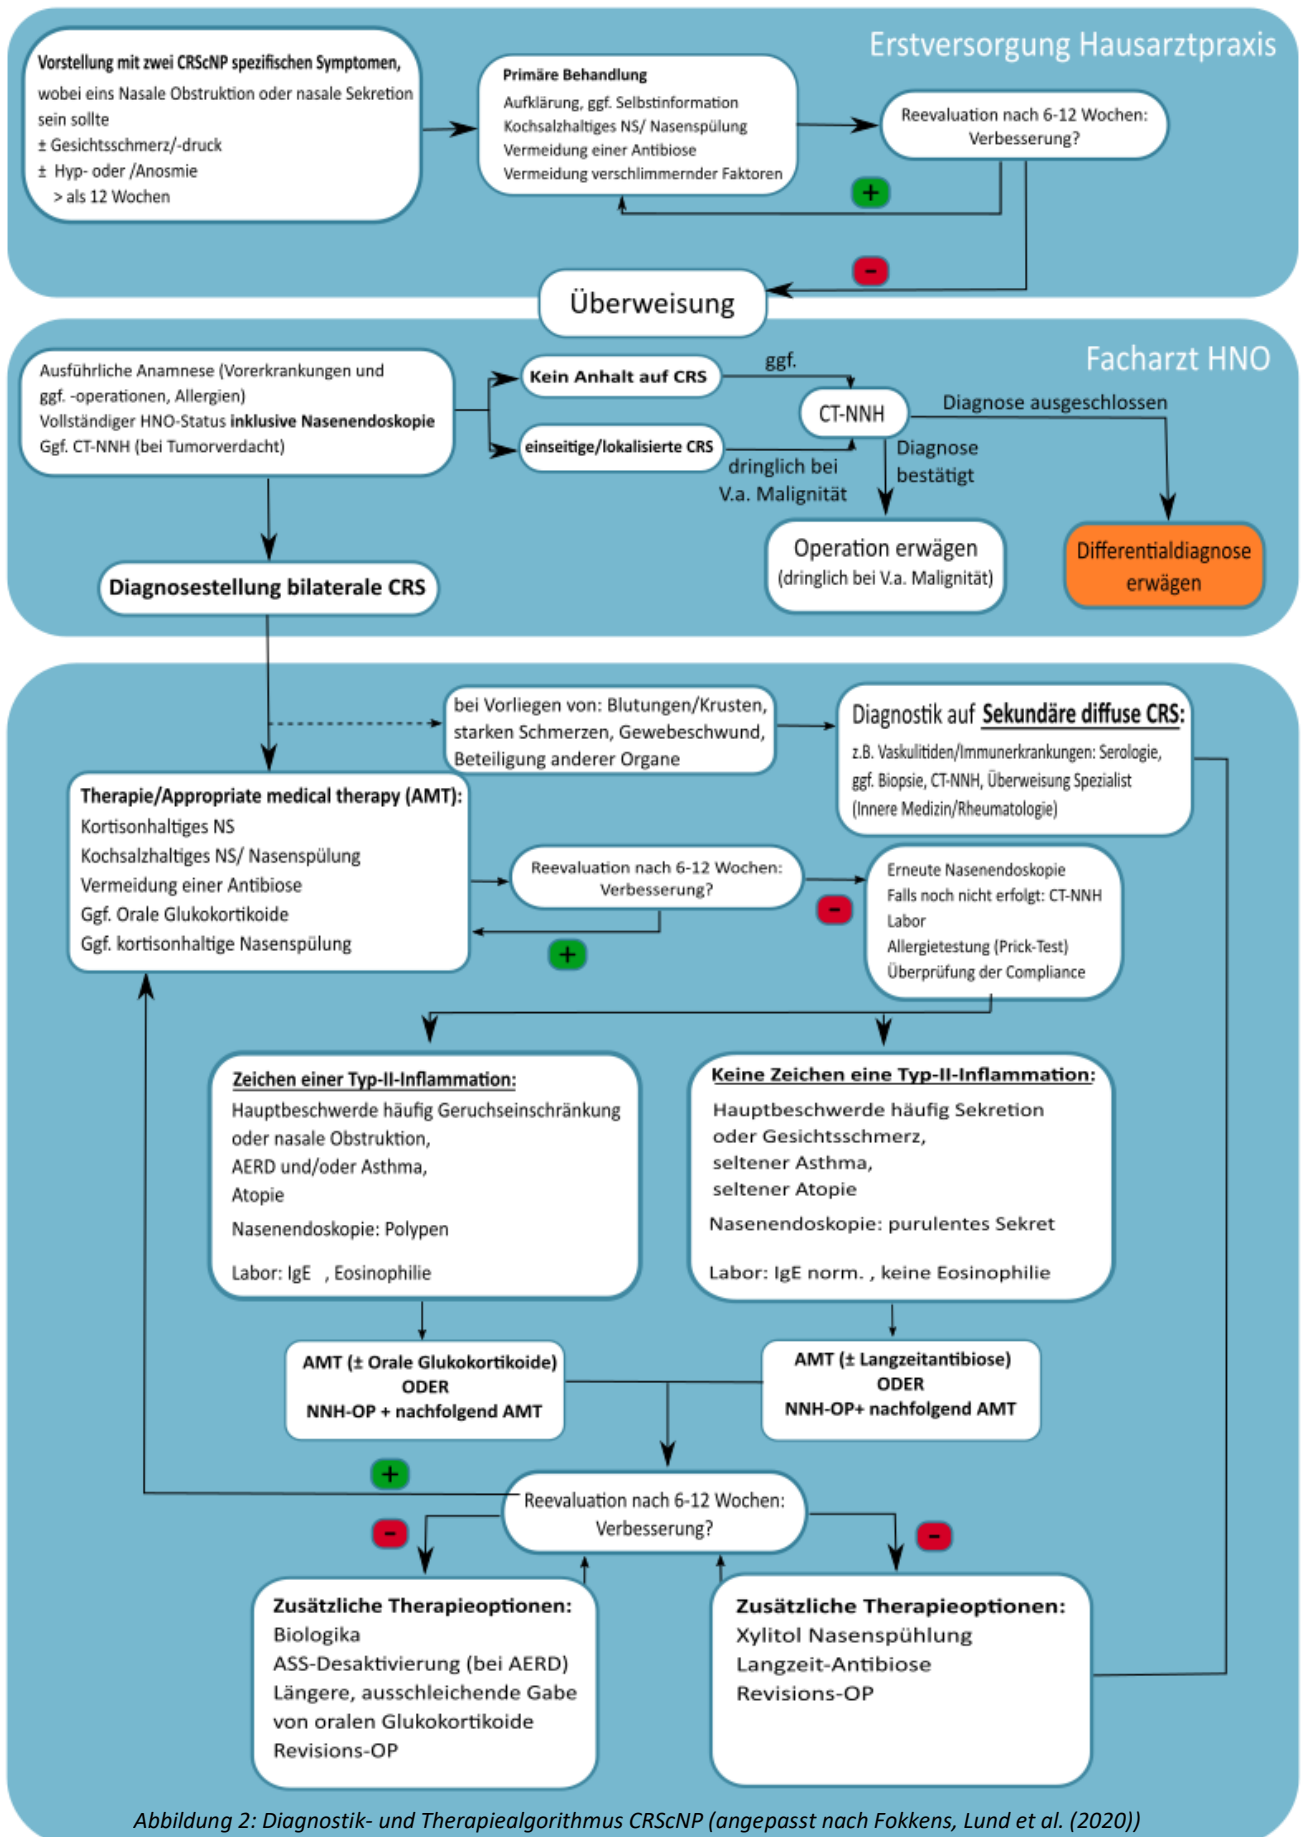 Erstversorgung Hausarztpraxis
Vorstellung mit zwei CRScNP spezifischen Symptomen,
wobei eins Nasale Obstruktion oder nasale Sekretion
sein sollte
± Gesichtsschmerz/-druck
± Hyp- oder /Anosmie
> als 12 Wochen
Primäre Behandlung
Aufklärung, ggf. Selbstinformation
Kochsalzhaltiges NS/ Nasenspülung
Vermeidung einer Antibiose
Vermeidung verschlimmernder Faktoren
Reevaluation nach 6-12 Wochen:
Verbesserung?
+
-
Überweisung
Facharzt HNO
Ausführliche Anamnese (Vorerkrankungen und
ggf. -operationen, Allergien)
Vollständiger HNO-Status inklusive Nasenendoskopie
Ggf. CT-NNH (bei Tumorverdacht)
Kein Anhalt auf CRS
ggf.
einseitige/lokalisierte CRS
dringlich bei
V.a. Malignität
CT-NNH
Diagnose ausgeschlossen
Diagnose
bestätigt
Operation erwägen
(dringlich bei V.a. Malignität)
Differentialdiagnose
erwägen
Diagnosestellung bilaterale CRS
bei Vorliegen von: Blutungen/Krusten,
starken Schmerzen, Gewebeschwund,
Beteiligung anderer Organe
Diagnostik auf Sekundäre diffuse CRS:
z.B. Vaskulitiden/Immunerkrankungen: Serologie,
ggf. Biopsie, CT-NNH, Überweisung Spezialist
(Innere Medizin/Rheumatologie)
Therapie/Appropriate medical therapy (AMT):
Kortisonhaltiges NS
Kochsalzhaltiges NS/ Nasenspülung
Vermeidung einer Antibiose
Ggf. Orale Glukokortikoide
Ggf. kortisonhaltige Nasenspülung
Reevaluation nach 6-12 Wochen:
Verbesserung?
+
-
Erneute Nasenendoskopie
Falls noch nicht erfolgt: CT-NNH
Labor
Allergietestung (Prick-Test)
Überprüfung der Compliance
Zeichen einer Typ-II-Inflammation:
Hauptbeschwerde häufig Geruchseinschränkung
oder nasale Obstruktion,
AERD und/oder Asthma,
Atopie
Nasenendoskopie: Polypen
Labor: IgE , Eosinophilie
Keine Zeichen eine Typ-II-Inflammation:
Hauptbeschwerde häufig Sekretion
oder Gesichtsschmerz,
seltener Asthma,
seltener Atopie
Nasenendoskopie: purulentes Sekret
Labor: IgE norm. , keine Eosinophilie
AMT (± Orale Glukokortikoide)
ODER
NNH-OP + nachfolgend AMT
AMT (± Langzeitantibiose)
ODER
NNH-OP+ nachfolgend AMT
+
Reevaluation nach 6-12 Wochen:
Verbesserung?
-
-
Zusätzliche Therapieoptionen:
Biologika
ASS-Desaktivierung (bei AERD)
Längere, ausschleichende Gabe
von oralen Glukokortikoide
Revisions-OP
Zusätzliche Therapieoptionen:
Xylitol Nasenspühlung
Langzeit-Antibiose
Revisions-OP
Abbildung 2: Diagnostik- und Therapiealgorithmus CRScNP (angepasst nach Fokkens, Lund et al. (2020))